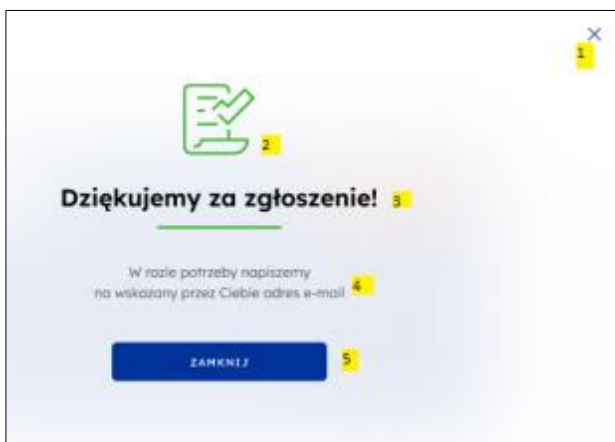 1
2
Dziękujemy za zgłoszenie! 3
W razie potrzeby napiszemy
na wskazany przez Ciebie adres e-mail 4
ZAMKNIJ 5